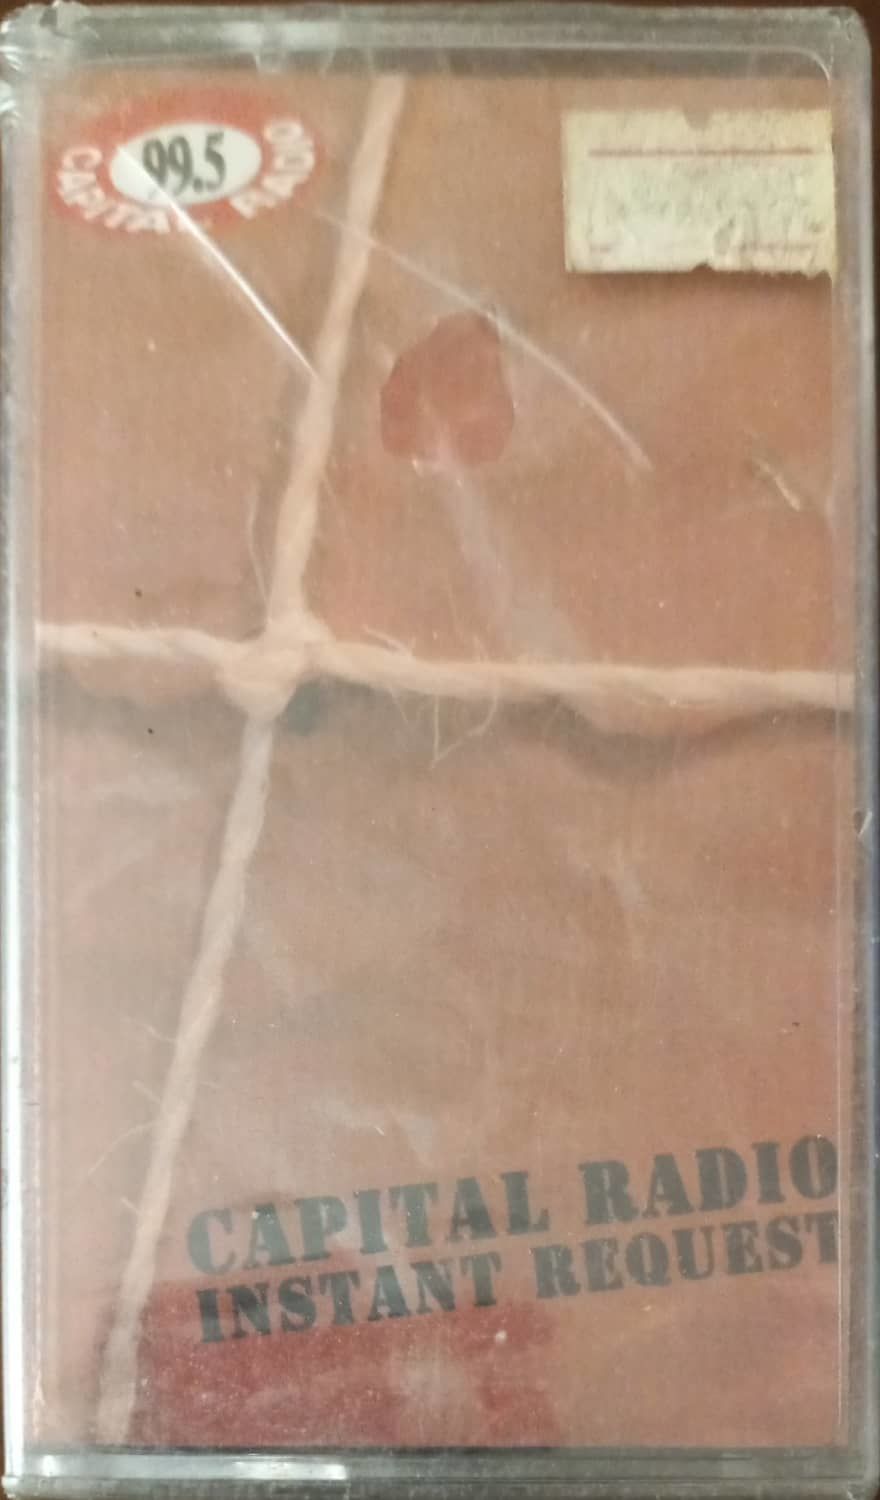 99.5
CAPITAL RADIO
CAPITAL RADIO
INSTANT REQUEST